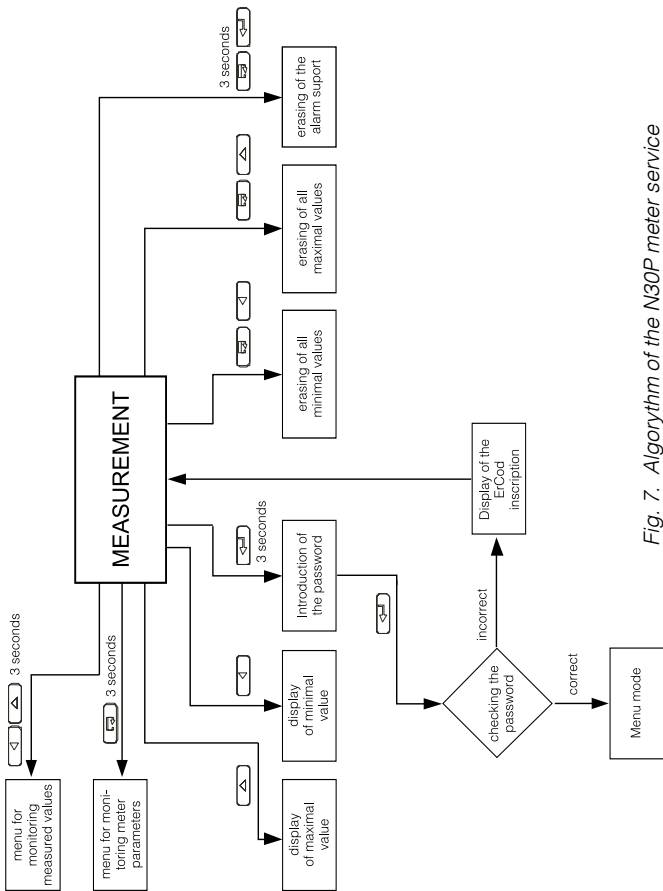 MEASUREMENT
3 seconds
menu for
monitoring
measured values
3 seconds
menu for moni-
toring meter
parameters
display
of maximal
value
display
of minimal
value
3 seconds
Introduction of
the password
checking the
password
incorrect
correct
Menu mode
Display of the
ErCod
inscription
erasing of all
minimal values
erasing of all
maximal values
3 seconds
erasing of the
alarm suport
Fig. 7. Algorythm of the N30P meter service